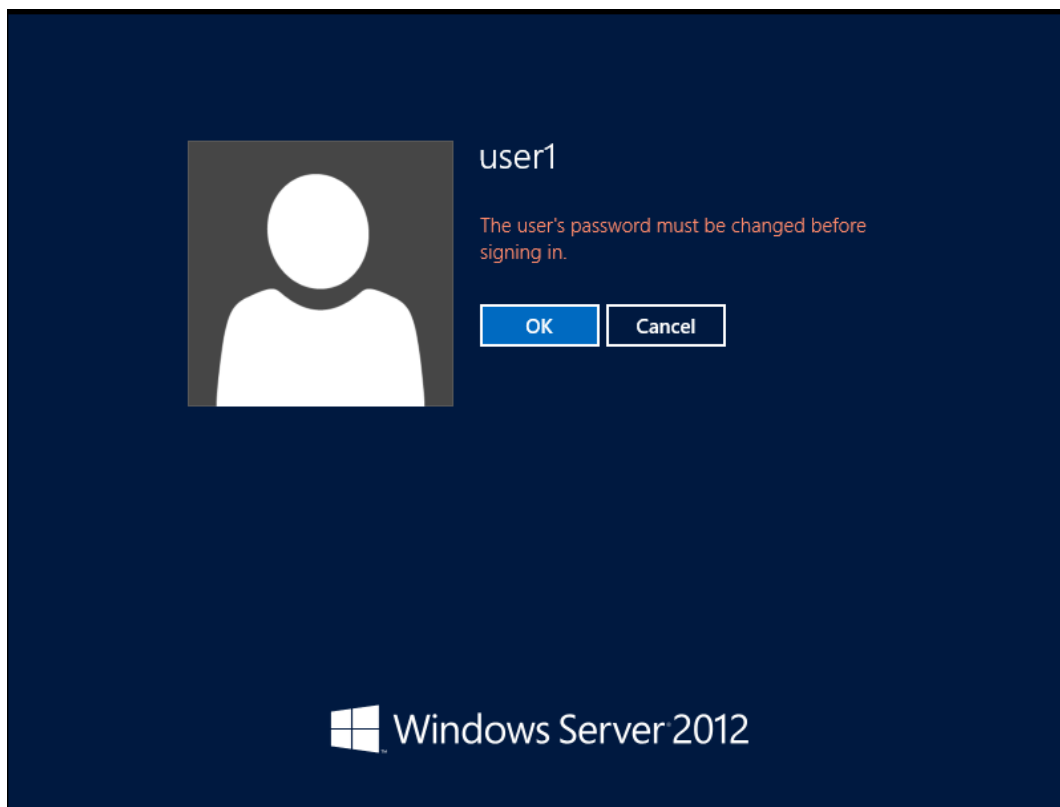 user1
The user's password must be changed before
signing in.
OK Cancel
Windows Server 2012